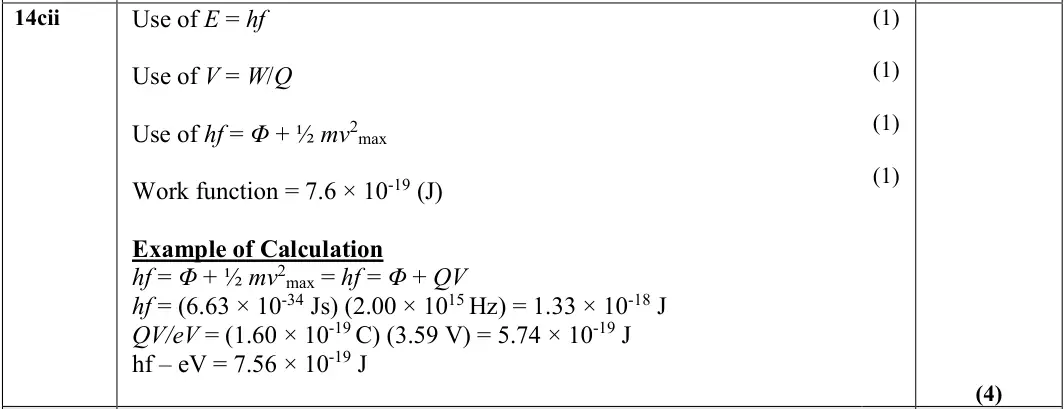 14cii Use of E = hf (1)
Use of V = W/Q (1)
Use of hf = Φ + ½ mv²max (1)
Work function = 7.6 × 10⁻¹⁹ (J) (1)
Example of Calculation
hf = Φ + ½ mv²max = hf = Φ + QV
hf = (6.63 × 10⁻³⁴ Js) (2.00 × 10¹⁵ Hz) = 1.33 × 10⁻¹⁸ J
QV/eV = (1.60 × 10⁻¹⁹ C) (3.59 V) = 5.74 × 10⁻¹⁹ J
hf – eV = 7.56 × 10⁻¹⁹ J
(4)